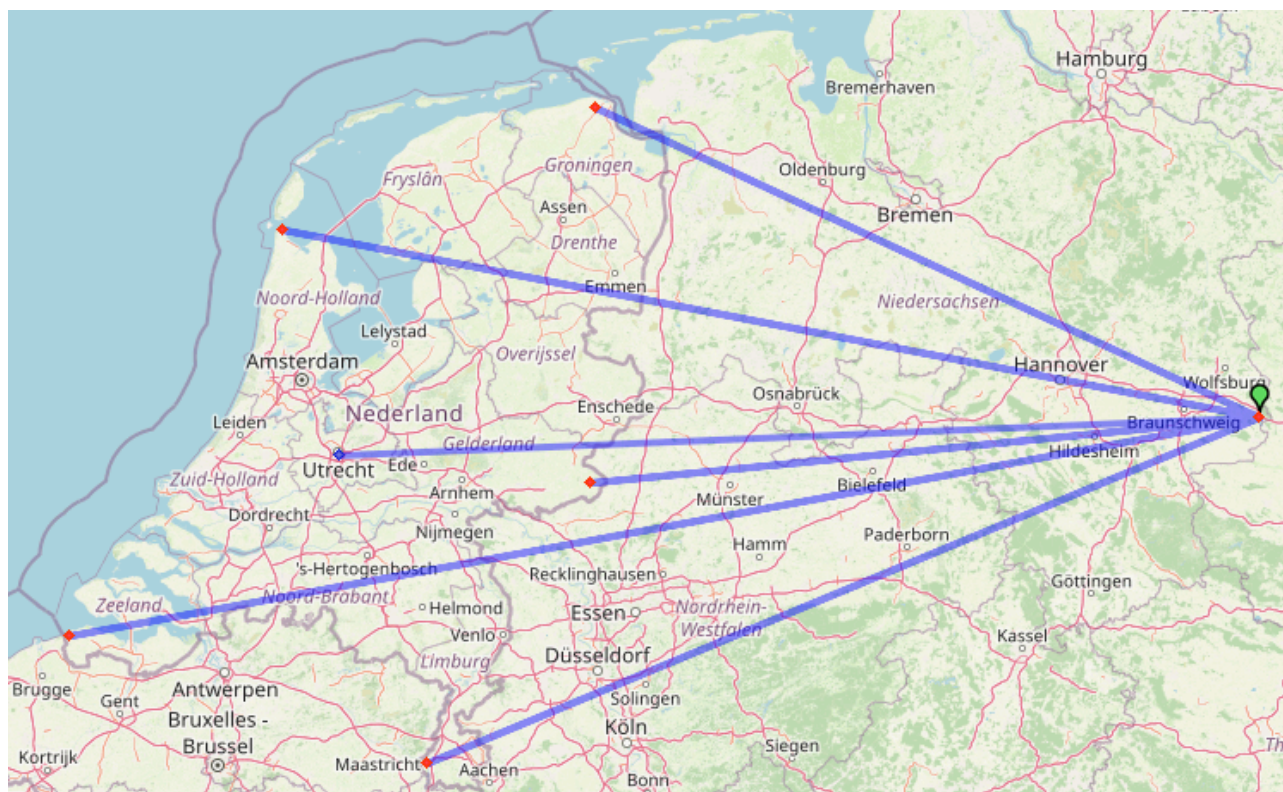 Hamburg
Bremerhaven
Groningen
Fryslân
Oldenburg
Assen
Bremen
Drenthe
Emmen
Noord-Holland
Niedersachsen
Lelystad
Overijssel
Amsterdam
Hannover
Wolfsburg
Osnabrück
Nederland
Enschede
Leiden
Braunschweig
Gelderland
Hildesheim
Utrecht
Ede
Zuid-Holland
Arnhem
Münster
Bielefeld
Dordrecht
Nijmegen
Hamm
Paderborn
's-Hertogenbosch
Recklinghausen
Göttingen
Noord-Brabant
Zeeland
Helmond
Essen
Nordrhein-
Westfalen
Venlo
Kassel
Düsseldorf
Limburg
Brugge
Antwerpen
Solingen
Gent
Bruxelles -
Brussel
Köln
Siegen
Kortrijk
Maastricht
Aachen
Bonn
Th